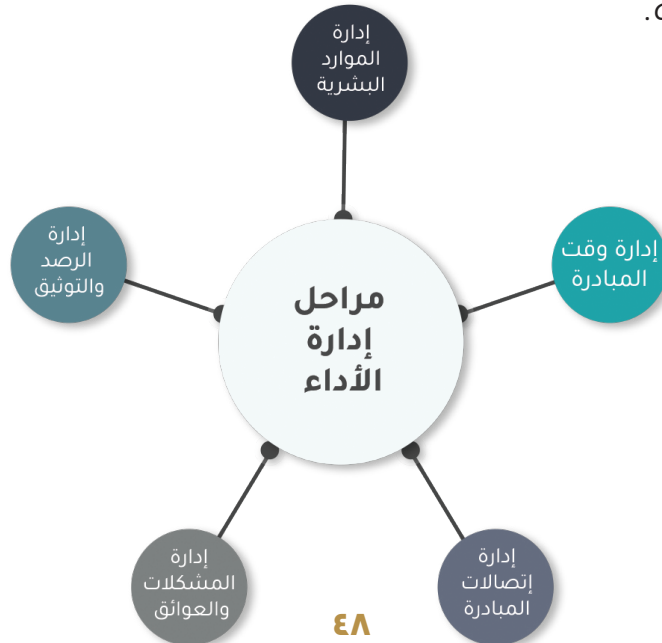 إدارة
الموارد
البشرية
إدارة وقت
المبادرة
إدارة
الرصد
والتوثيق
مراحل
إدارة
الأداء
إدارة
إتصالات
المبادرة
إدارة
المشكلات
والعوائق
٤٨